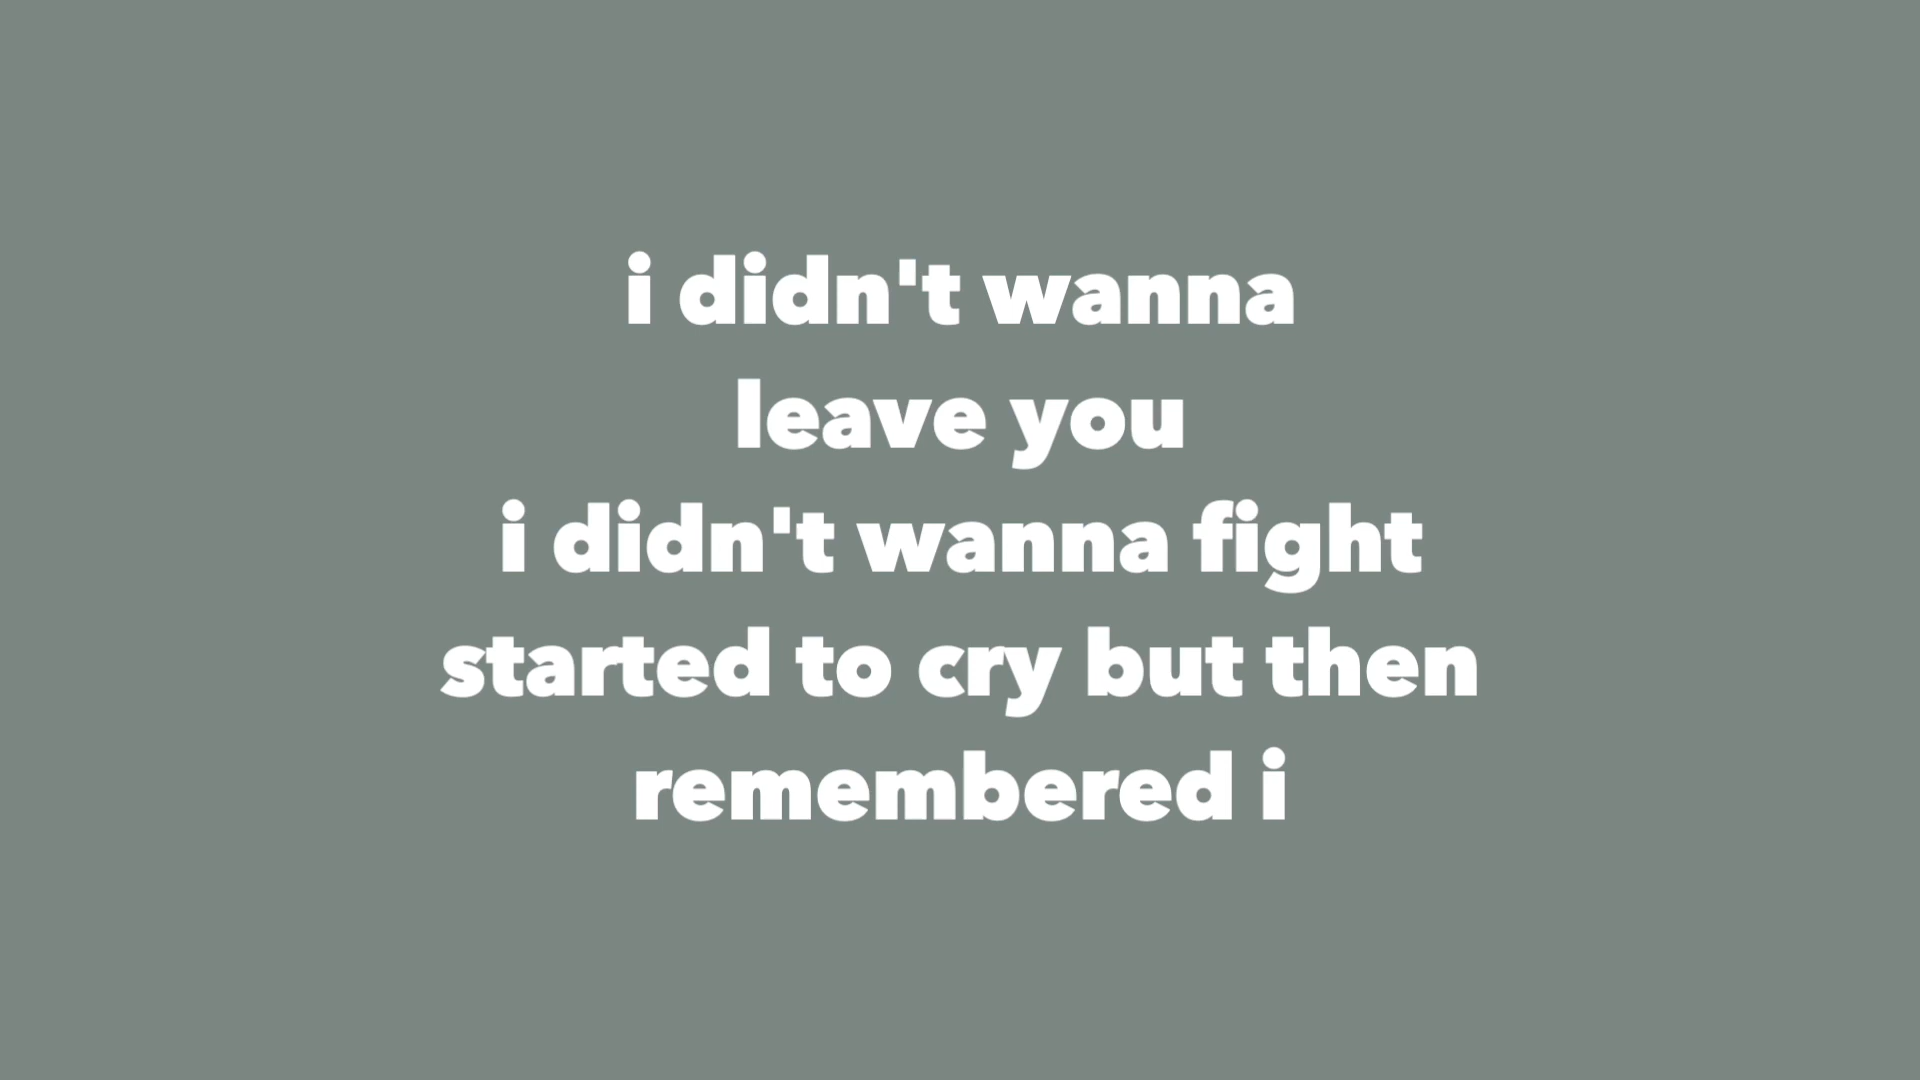 i didn't wanna
leave you
i didn't wanna fight
started to cry but then
remembered i